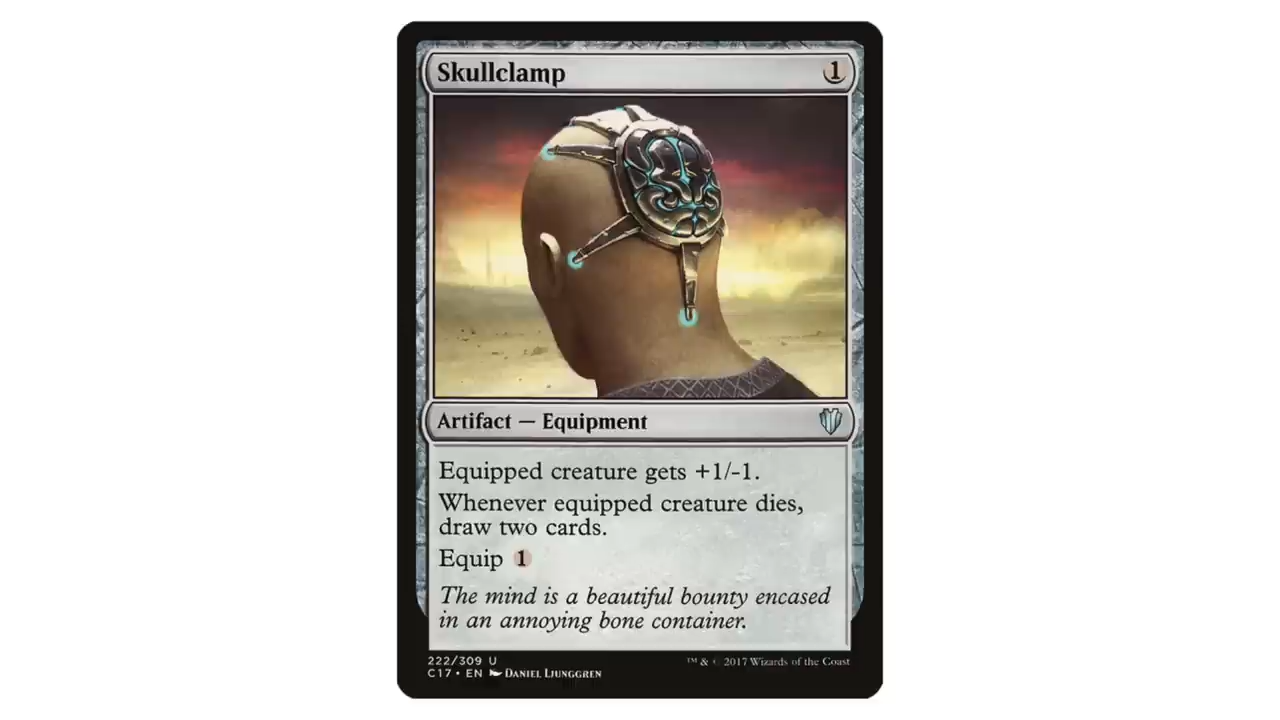 Skullclamp 1
Artifact — Equipment
Equipped creature gets +1/-1.
Whenever equipped creature dies,
draw two cards.
Equip 1
The mind is a beautiful bounty encased
in an annoying bone container.
222/309 U ™ & © 2017 Wizards of the Coast
C17 • EN Daniel Ljunggren